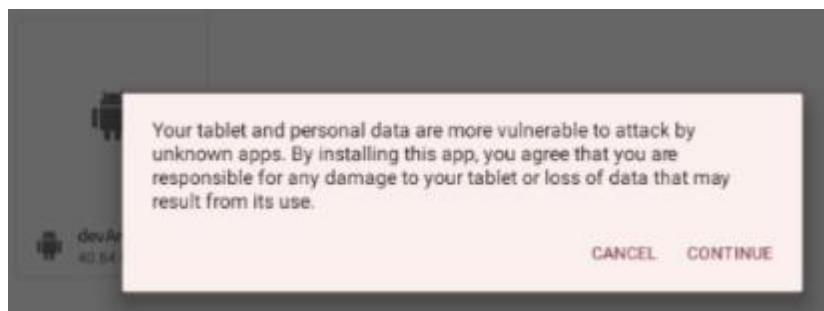 Your tablet and personal data are more vulnerable to attack by
unknown apps. By installing this app, you agree that you are
responsible for any damage to your tablet or loss of data that may
result from its use.
CANCEL CONTINUE